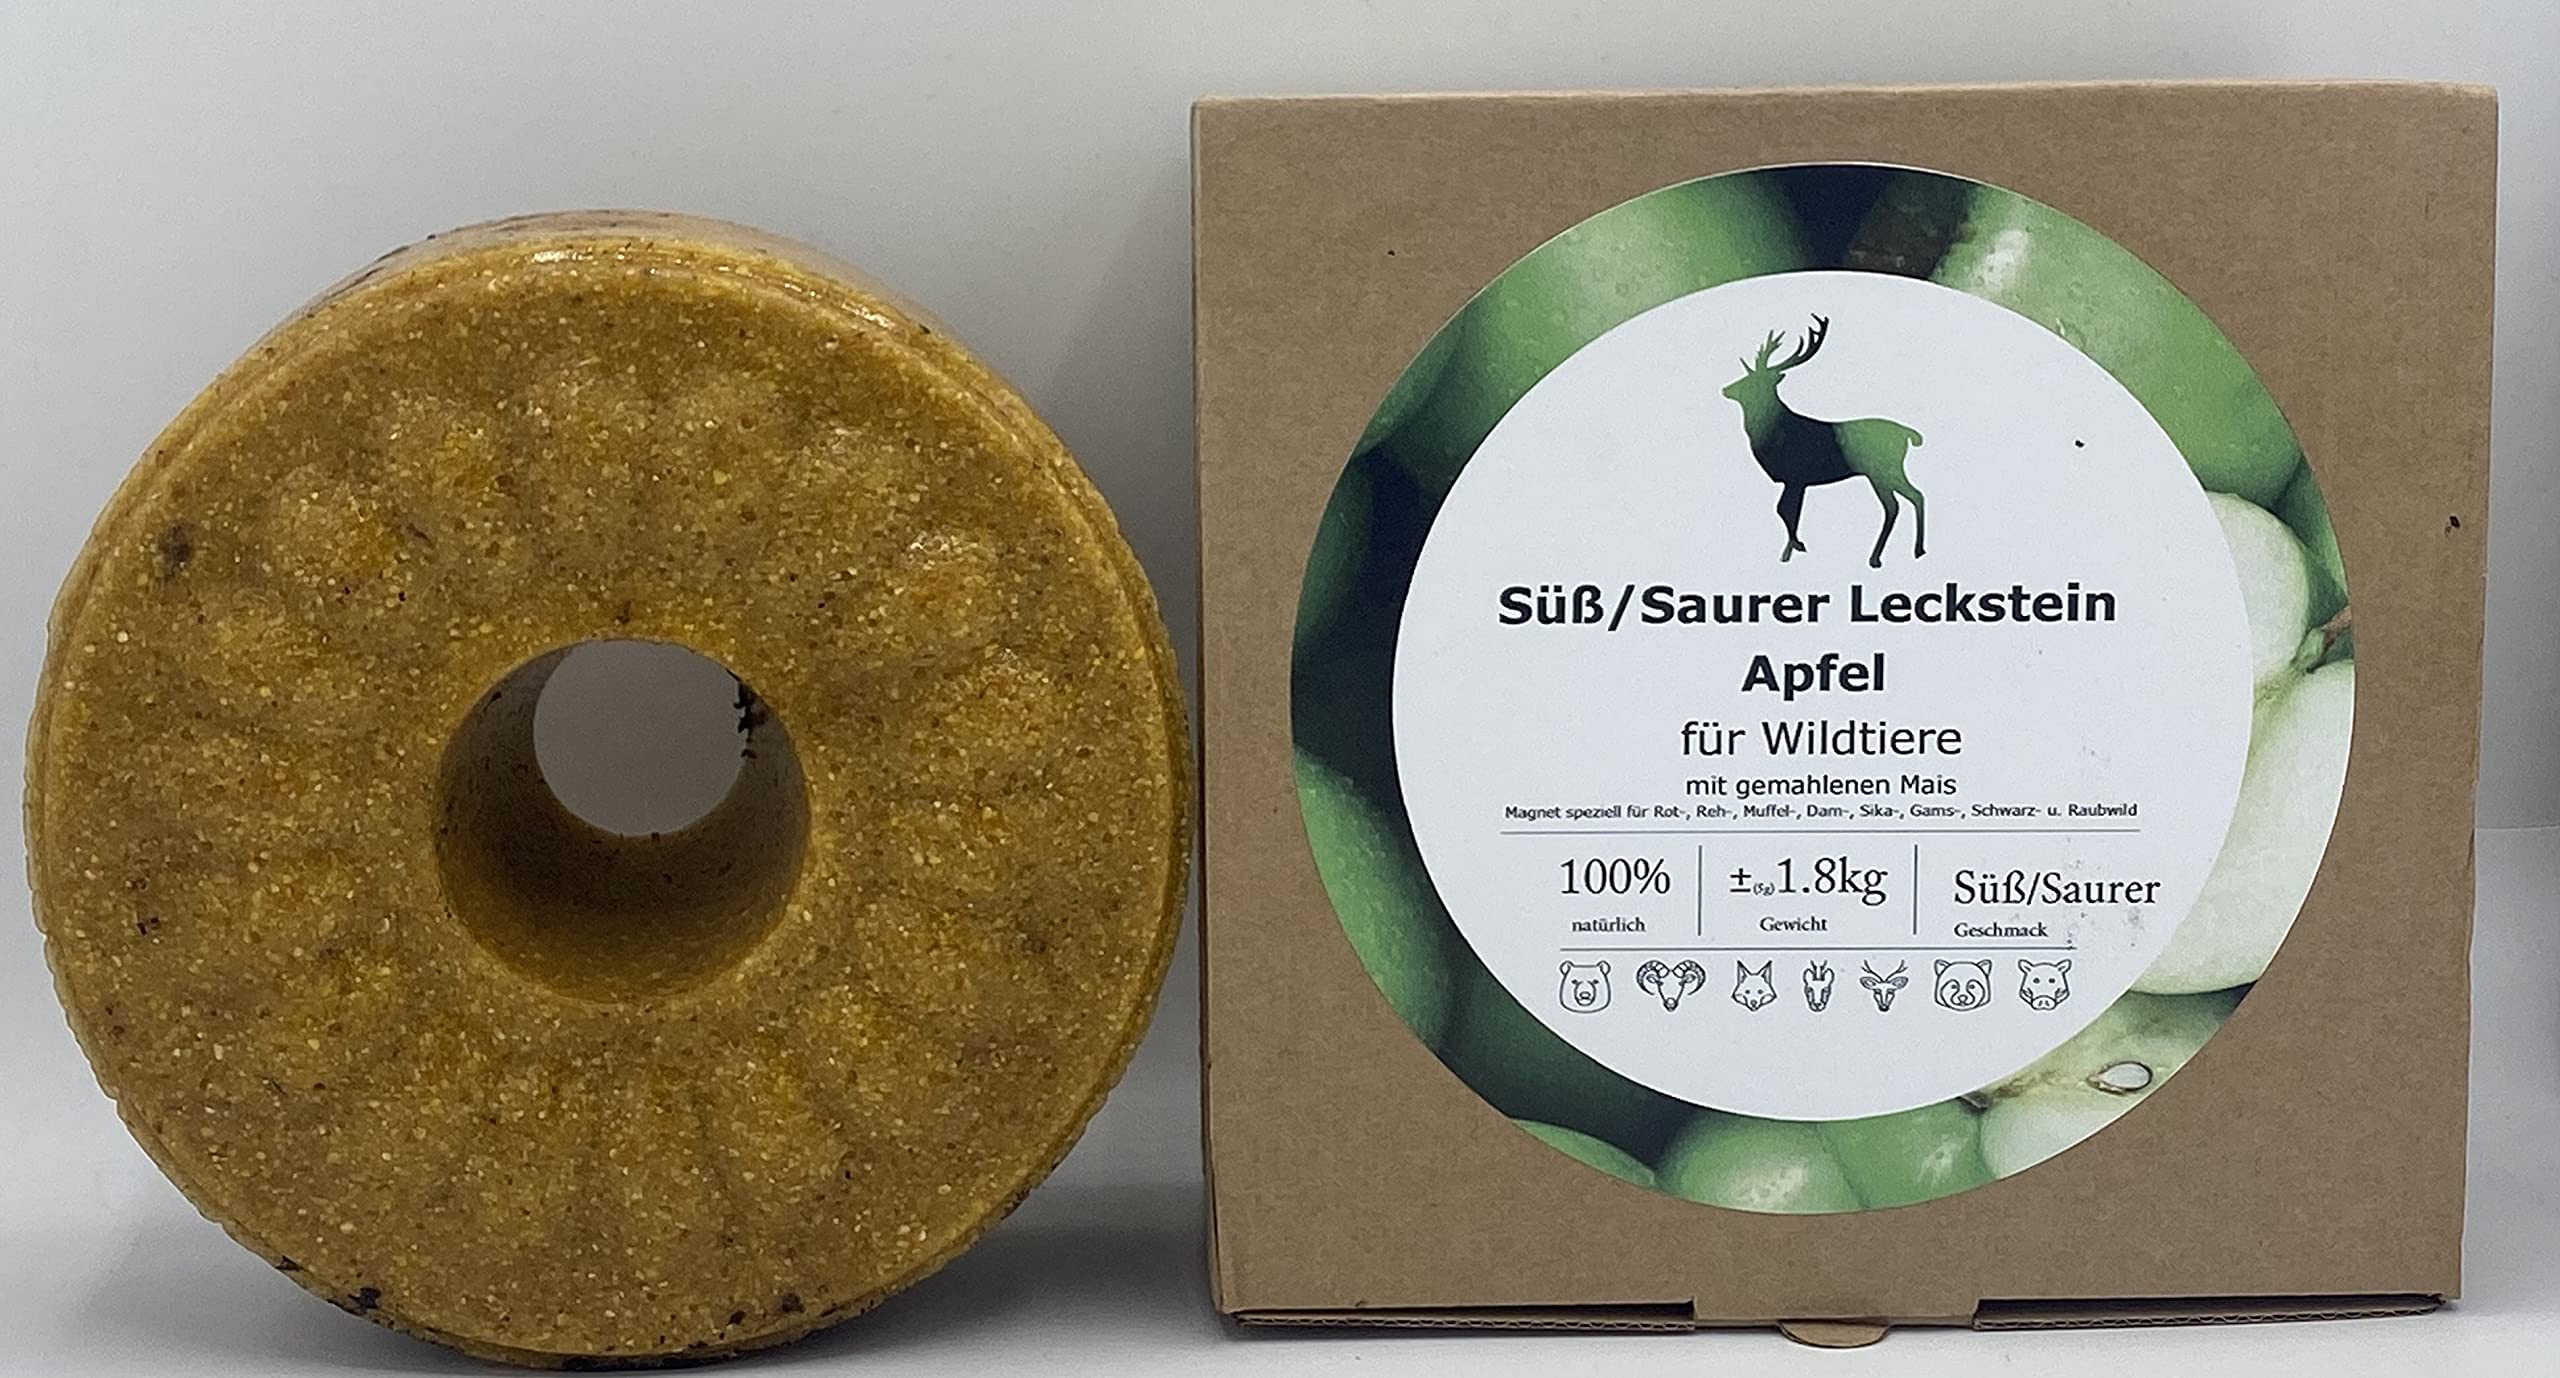 Süß/Saurer Leckstein
Apfel
für Wildtiere
mit gemahlenen Mais
Magnet speziell für Rot-, Reh-, Muffel-, Dam-, Sika-, Gams-, Schwarz- u. Raubwild
100%
natürlich
±(5g)1.8kg
Gewicht
Süß/Saurer
Geschmack